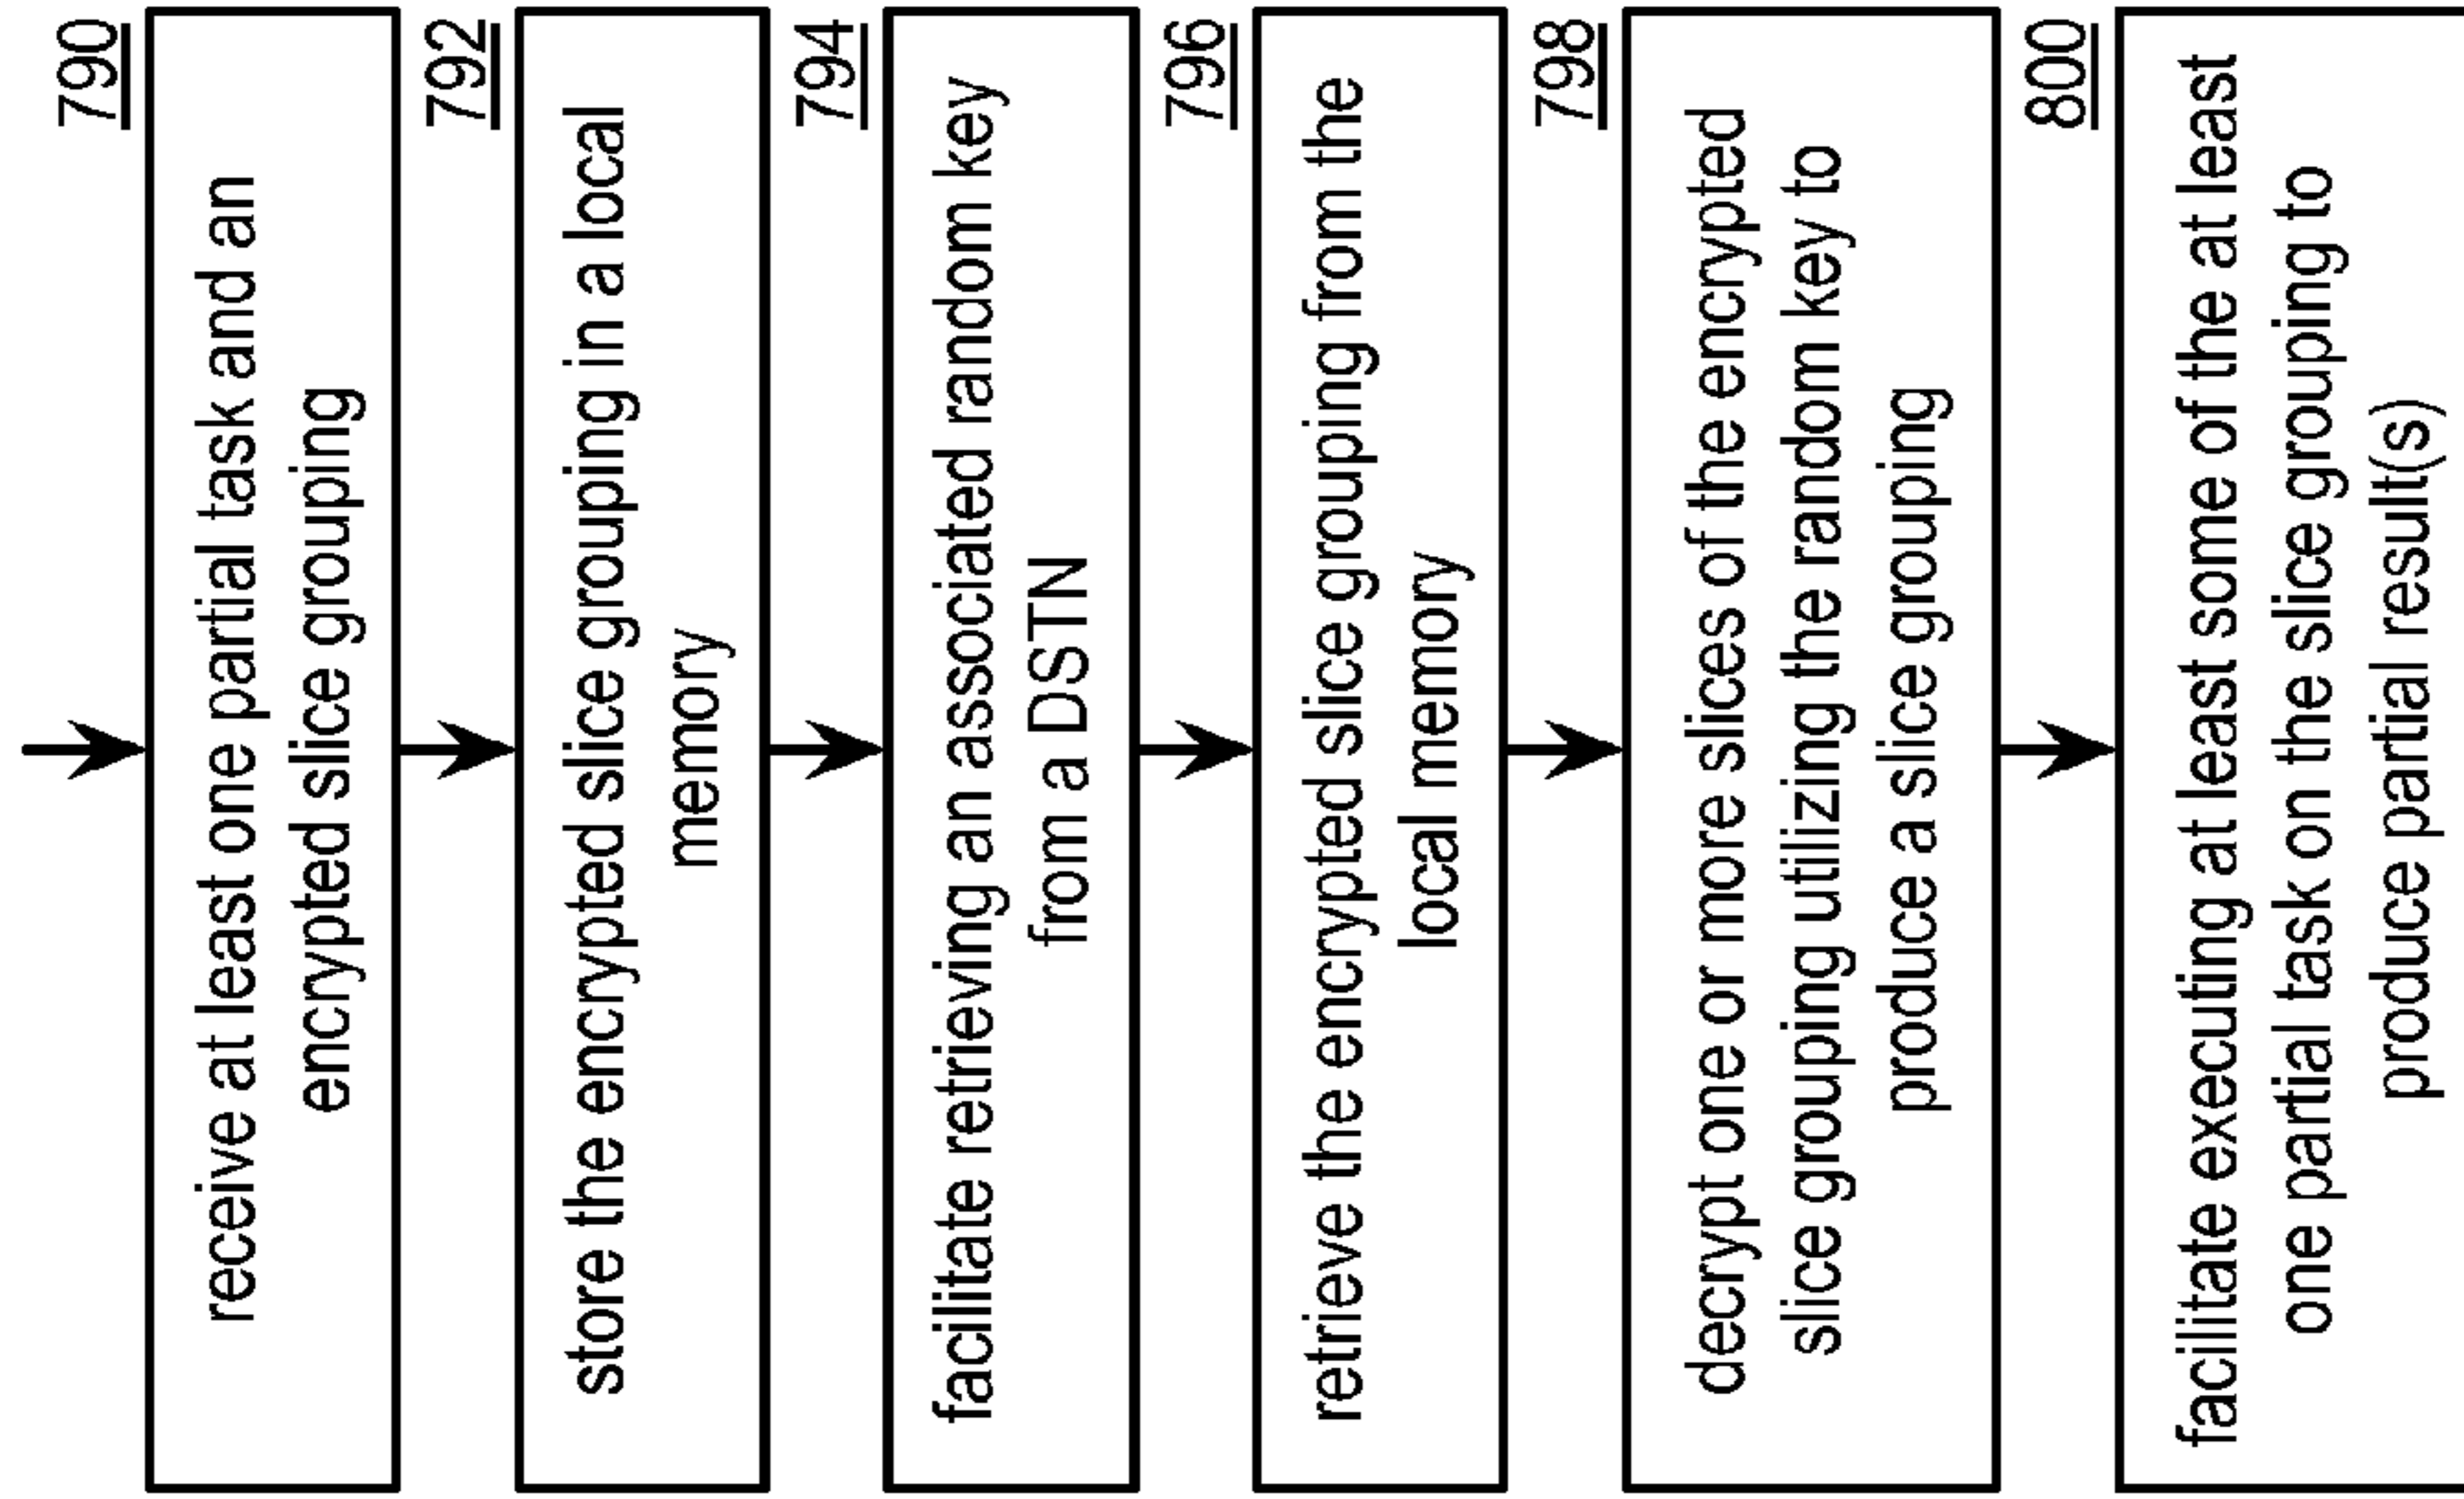 790
receive at least one partial task and an
encrypted slice grouping
792
store the encrypted slice grouping in a local
memory
794
facilitate retrieving an associated random key
from a DSTN
796
retrieve the encrypted slice grouping from the
local memory
798
decrypt one or more slices of the encrypted
slice grouping utilizing the random key to
produce a slice grouping
800
facilitate executing at least some of the at least
one partial task on the slice grouping to
produce partial result(s)